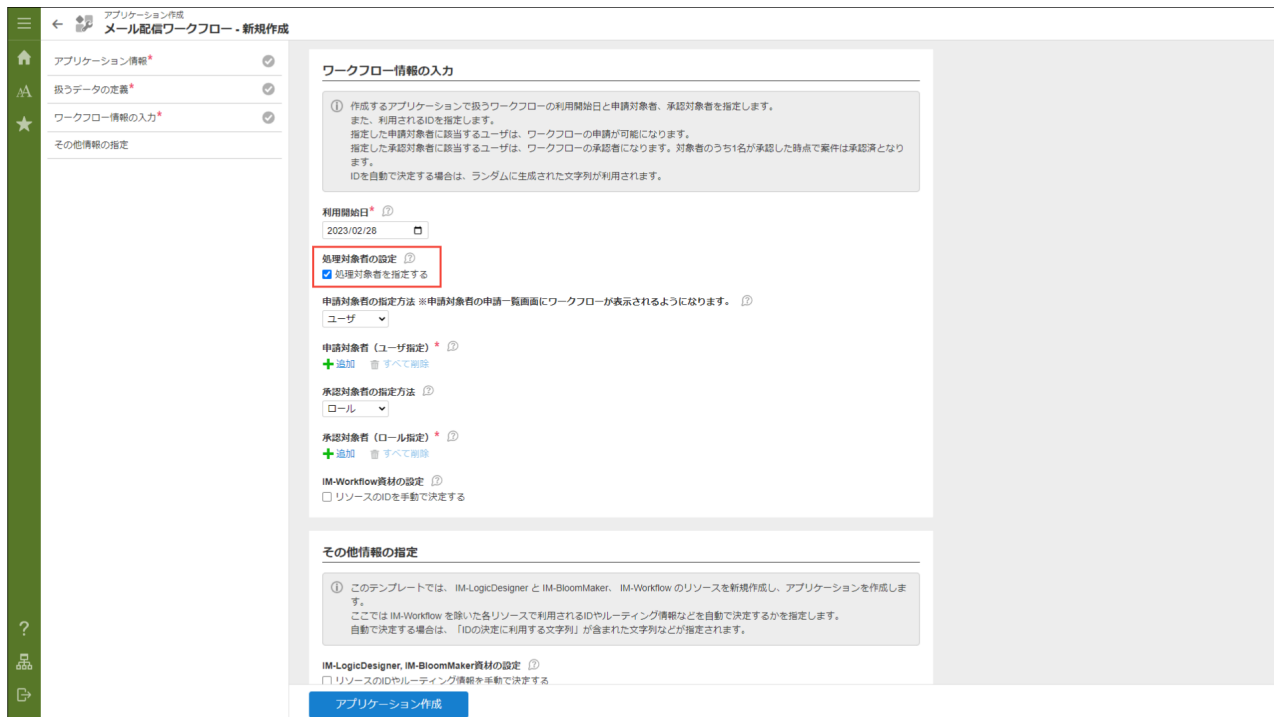 アプリケーション作成
メール配信ワークフロー - 新規作成
アプリケーション情報*
扱うデータの定義*
ワークフロー情報の入力*
その他情報の指定
ワークフロー情報の入力
作成するアプリケーションで扱うワークフローの利用開始日と申請対象者、承認対象者を指定します。
また、利用されるIDを指定します。
指定した申請対象者に該当するユーザは、ワークフローの申請が可能になります。
指定した承認対象者に該当するユーザは、ワークフローの承認者になります。対象者のうち1名が承認した時点で案件は承認済となり
ます。
IDを自動で決定する場合は、ランダムに生成された文字列が利用されます。
利用開始日*
2023/02/28
処理対象者の設定
処理対象者を指定する
申請対象者の指定方法 ※申請対象者の申請一覧画面にワークフローが表示されるようになります。
ユーザ
申請対象者（ユーザ指定）*
追加 すべて削除
承認対象者の指定方法
ロール
承認対象者（ロール指定）*
追加 すべて削除
IM-Workflow資材の設定
リソースのIDを手動で決定する
その他情報の指定
このテンプレートでは、 IM-LogicDesigner と IM-BloomMaker、 IM-Workflow のリソースを新規作成し、アプリケーションを作成しま
す。
ここでは IM-Workflow を除いた各リソースで利用されるIDやルーティング情報などを自動で決定するかを指定します。
自動で決定する場合は、「IDの決定に利用する文字列」が含まれた文字列などが指定されます。
IM-LogicDesigner, IM-BloomMaker資材の設定
リソースのIDやルーティング情報を手動で決定する
アプリケーション作成